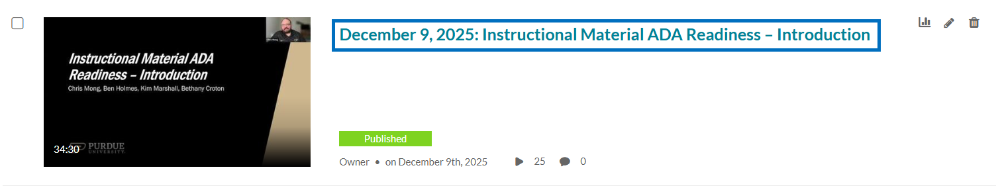 December 9, 2025: Instructional Material ADA Readiness – Introduction
Instructional Material ADA
Readiness – Introduction
Chris Mong, Ben Holmes, Kim Marshall, Bethany Croton
34:30
PURDUE
UNIVERSITY
Published
Owner • on December 9th, 2025 25 0